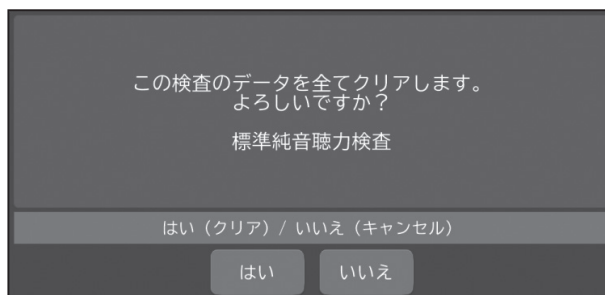 この検査のデータを全てクリアします。
よろしいですか？
標準純音聴力検査
はい（クリア）/ いいえ（キャンセル）
はい
いいえ